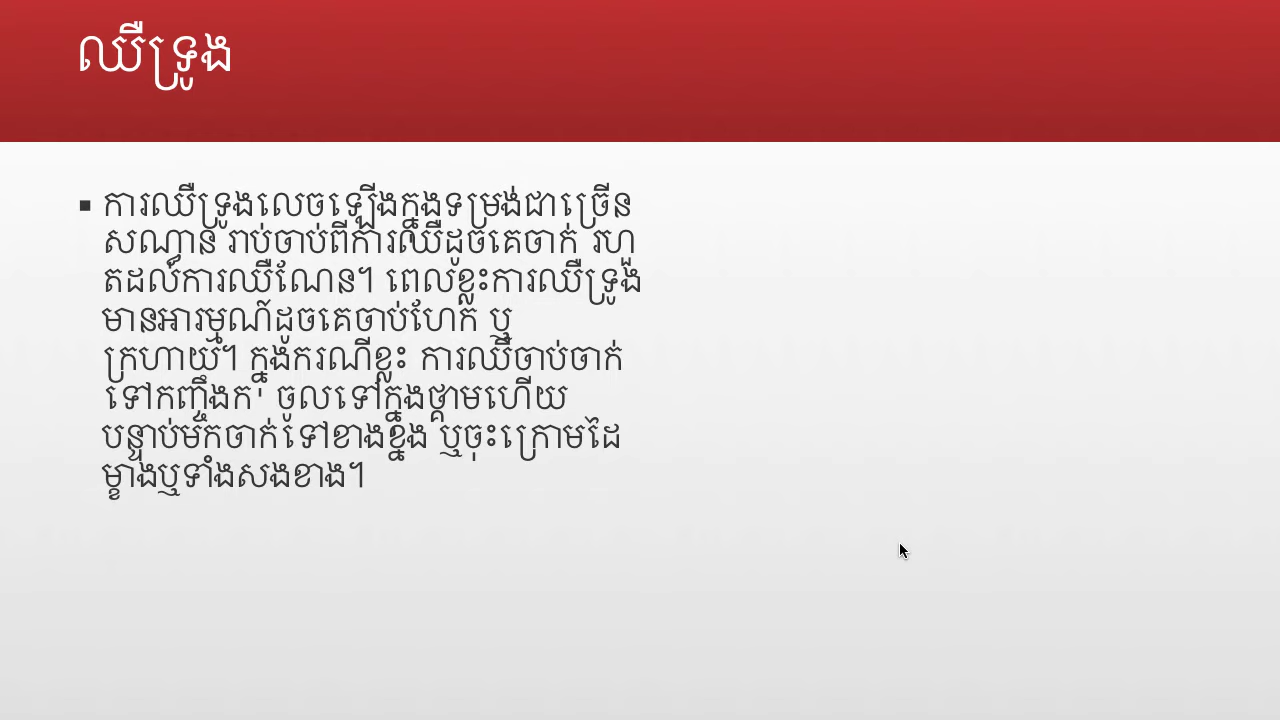 ឈឺទ្រូង
▪ ការឈឺទ្រូងលេចឡើងក្នុងទម្រង់ជាច្រើន
សណ្ឋាន រាប់ចាប់ពីការឈឺដូចគេចាក់ រហូ
តដល់ការឈឺណែន។ ពេលខ្លះការឈឺទ្រូង
មានអារម្មណ៍ដូចគេចាប់ហែក ឬ
ក្រហាយ។ ក្នុងករណីខ្លះ ការឈឺចាប់ចាក់
ទៅកញ្ចឹងក ចូលទៅក្នុងថ្គាមហើយ
បន្ទាប់មកចាក់ទៅខាងខ្នង ឬចុះក្រោមដៃ
ម្ខាងឬទាំងសងខាង។